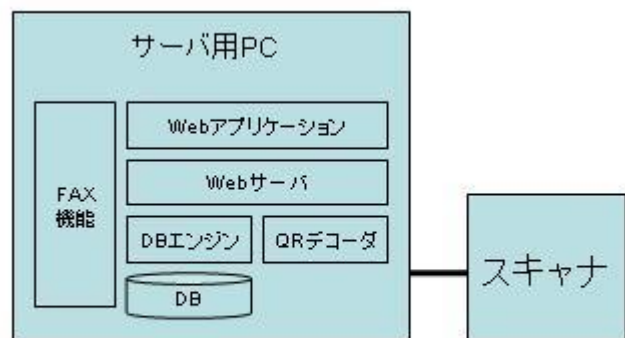 サーバ用PC
Webアプリケーション
Webサーバ
FAX
機能
DBエンジン
QRデコーダ
DB
スキャナ